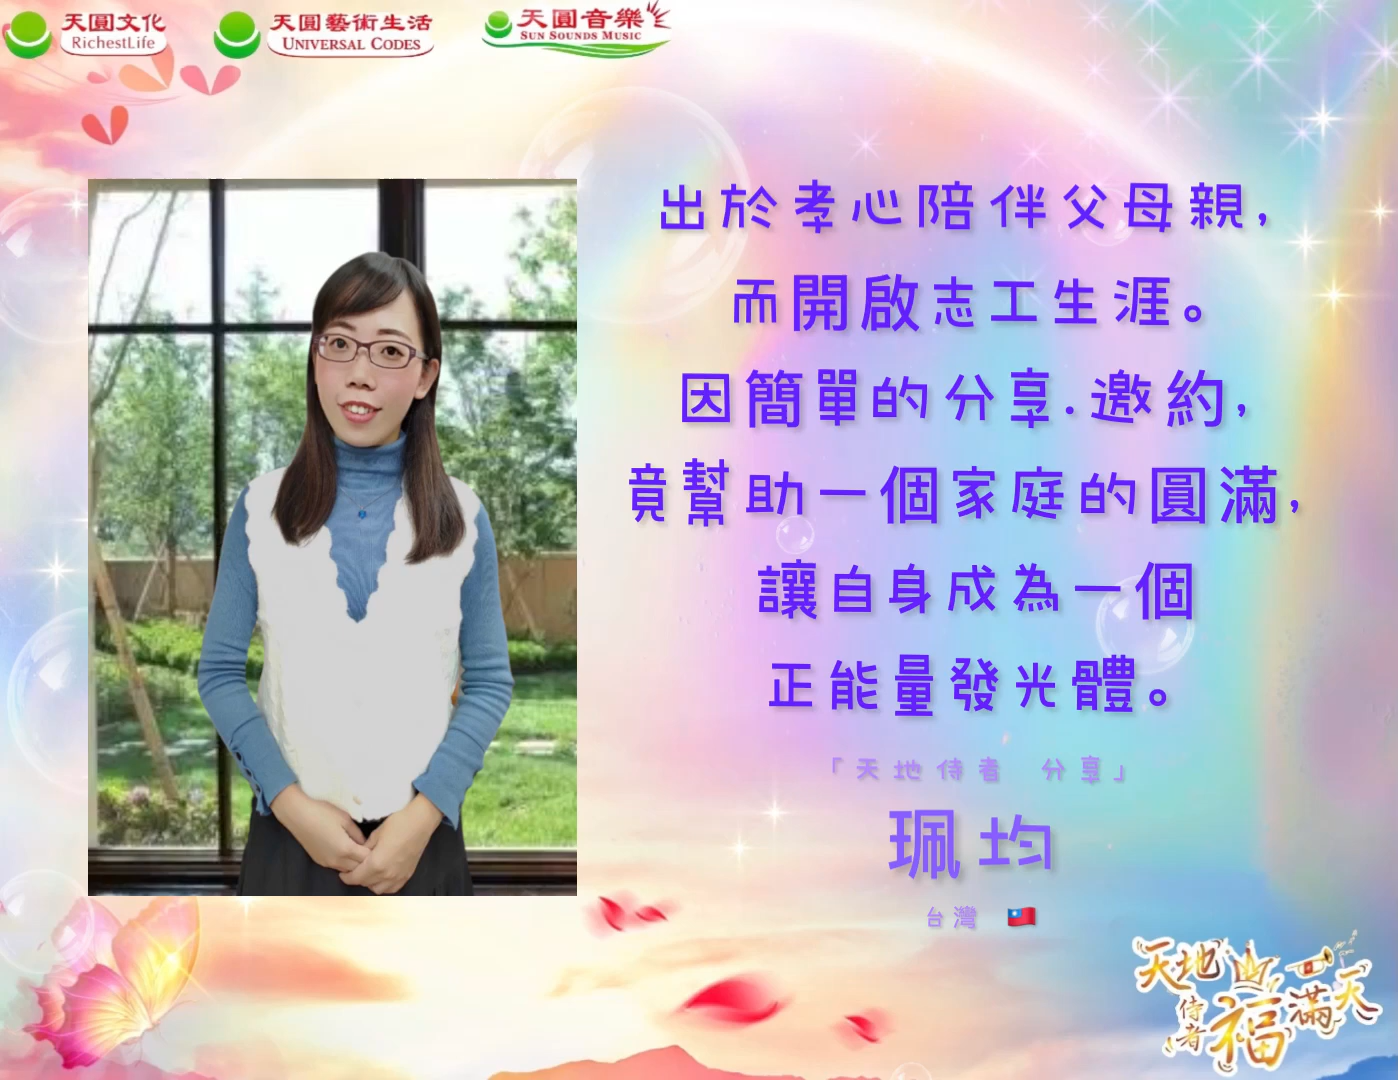 天圓文化
RichestLife
天圓藝術生活
UNIVERSAL CODES
天圓音樂
SUN SOUNDS MUSIC
出於孝心陪伴父母親,
而開啟志工生涯。
因簡單的分享.邀約,
竟幫助一個家庭的圓滿,
讓自身成為一個
正能量發光體。
「天地侍者 分享」
珮均
台灣
天地
侍者
福滿天